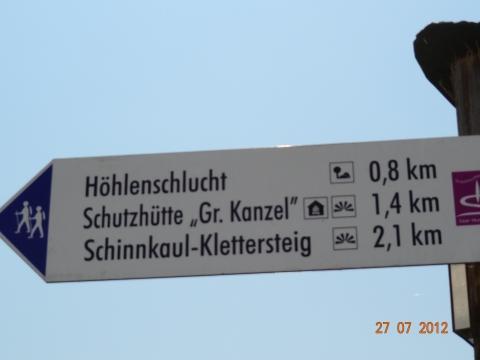 Höhlenschlucht 0,8 km
Schutzhütte „Gr. Kanzel" 1,4 km
Schinnkaul-Klettersteig 2,1 km
27 07 2012